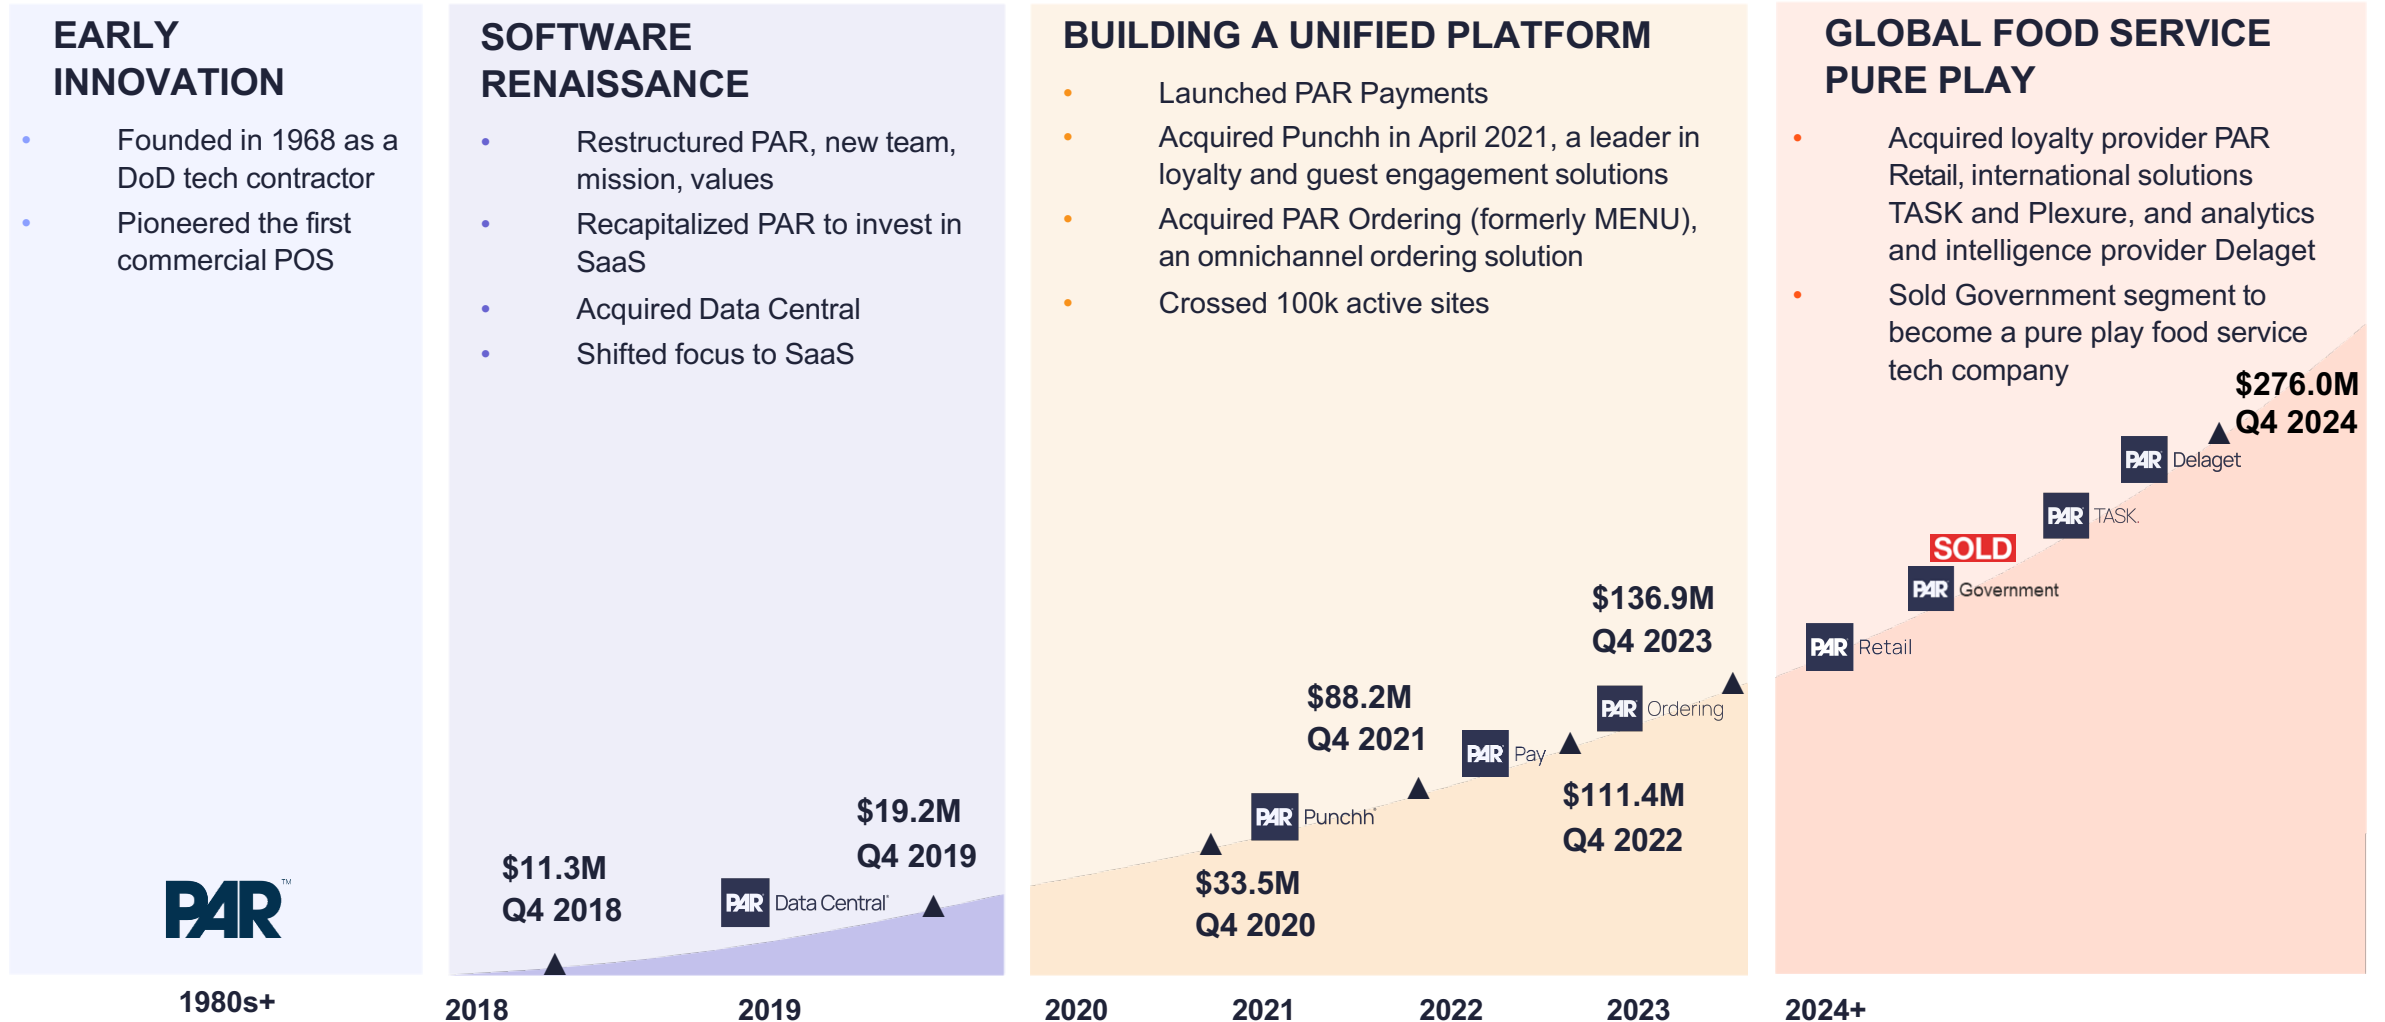 EARLY
INNOVATION
• Founded in 1968 as a
DoD tech contractor
• Pioneered the first
commercial POS
PAR™
1980s+
SOFTWARE
RENAISSANCE
• Restructured PAR, new team,
mission, values
• Recapitalized PAR to invest in
SaaS
• Acquired Data Central
• Shifted focus to SaaS
$11.3M
Q4 2018
PAR Data Central®
$19.2M
Q4 2019
2018
2019
BUILDING A UNIFIED PLATFORM
• Launched PAR Payments
• Acquired Punchh in April 2021, a leader in
loyalty and guest engagement solutions
• Acquired PAR Ordering (formerly MENU),
an omnichannel ordering solution
• Crossed 100k active sites
$33.5M
Q4 2020
PAR Punchh®
$88.2M
Q4 2021
PAR Pay
$111.4M
Q4 2022
PAR Ordering
$136.9M
Q4 2023
2020
2021
2022
2023
GLOBAL FOOD SERVICE
PURE PLAY
• Acquired loyalty provider PAR
Retail, international solutions
TASK and Plexure, and analytics
and intelligence provider Delaget
• Sold Government segment to
become a pure play food service
tech company
$276.0M
Q4 2024
PAR Delaget
PAR TASK.
SOLD
PAR Government
PAR Retail
2024+